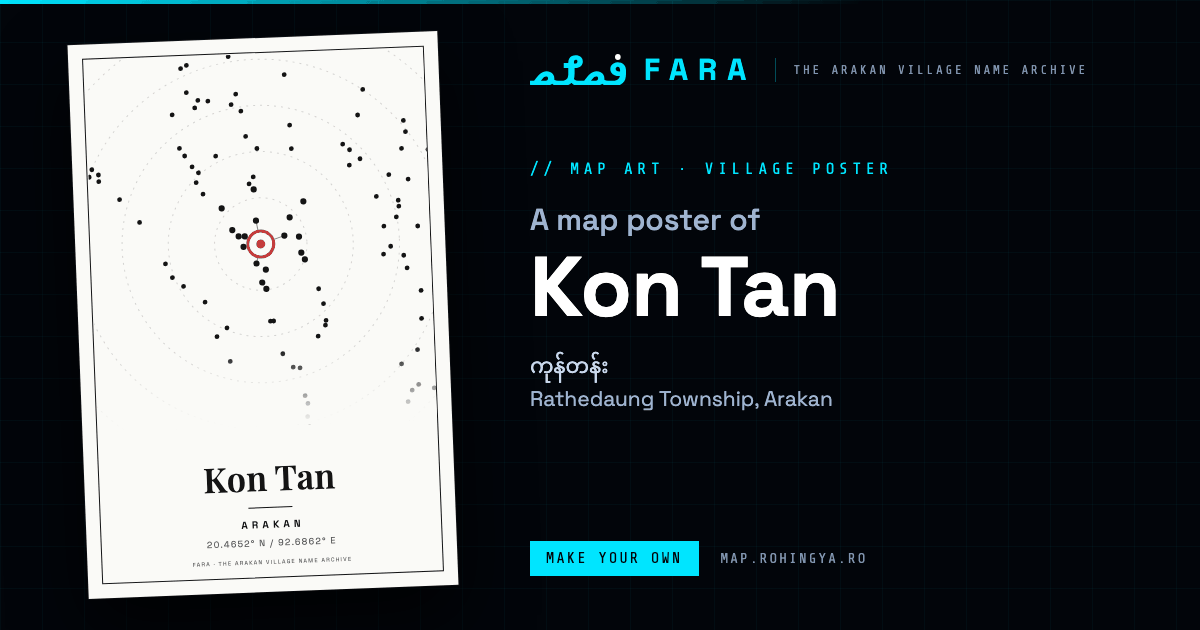 FARA
THE ARAKAN VILLAGE NAME ARCHIVE
// MAP ART · VILLAGE POSTER
A map poster of
Kon Tan
ကုန်တန်း
Rathedaung Township, Arakan
MAKE YOUR OWN
MAP.ROHINGYA.RO
Kon Tan
ARAKAN
20.4652° N / 92.6862° E
FARA · THE ARAKAN VILLAGE NAME ARCHIVE